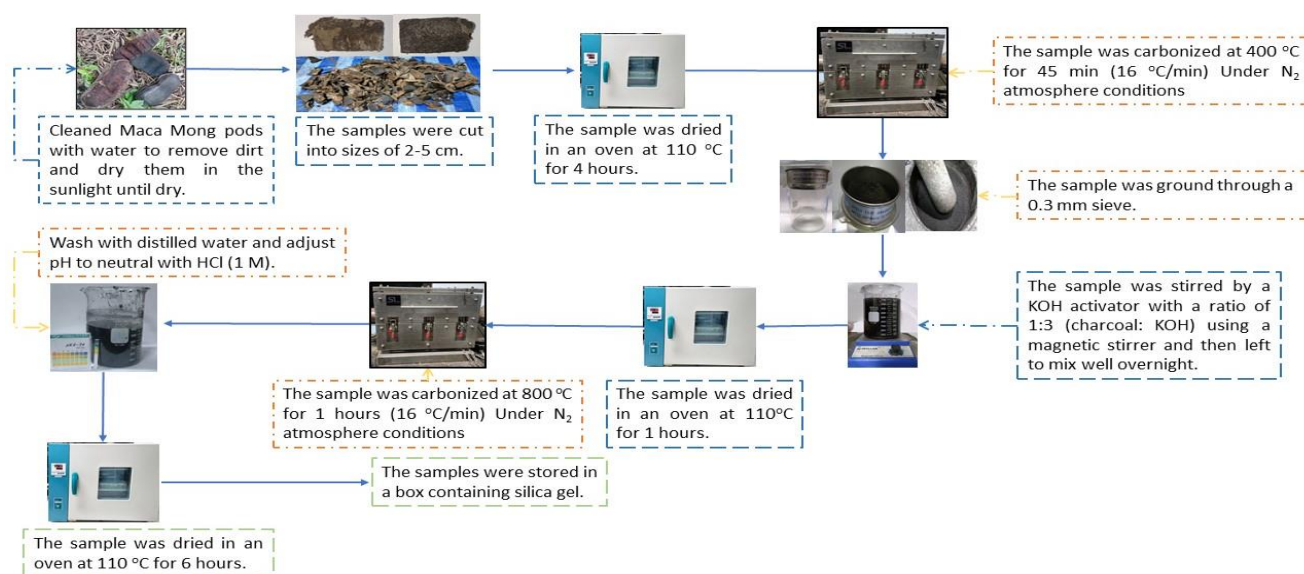 Cleaned Maca Mong pods
with water to remove dirt
and dry them in the
sunlight until dry.
The samples were cut
into sizes of 2-5 cm.
The sample was dried
in an oven at 110 °C
for 4 hours.
The sample was carbonized at 400 °C
for 45 min (16 °C/min) Under N₂
atmosphere conditions
The sample was ground through a
0.3 mm sieve.
The sample was stirred by a
KOH activator with a ratio of
1:3 (charcoal: KOH) using a
magnetic stirrer and then left
to mix well overnight.
The sample was dried
in an oven at 110°C
for 1 hours.
The sample was carbonized at 800 °C
for 1 hours (16 °C/min) Under N₂
atmosphere conditions
Wash with distilled water and adjust
pH to neutral with HCl (1 M).
The sample was dried in an
oven at 110 °C for 6 hours.
The samples were stored in
a box containing silica gel.